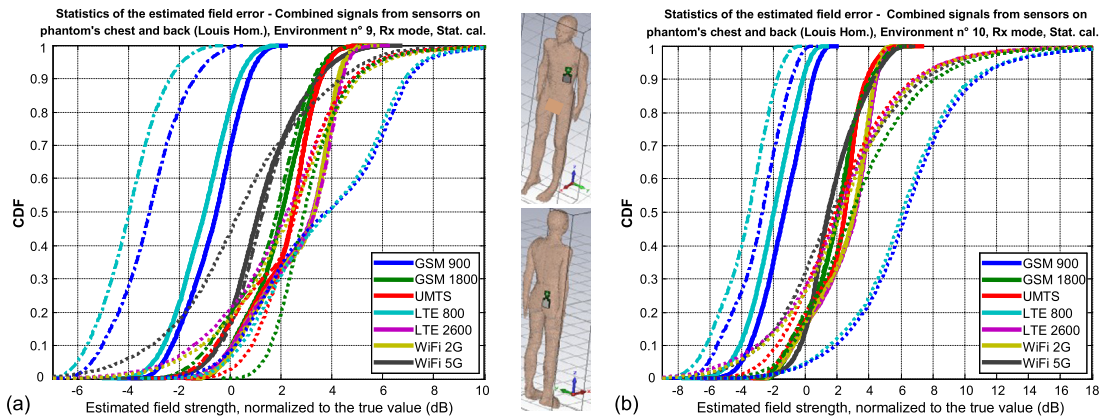 Statistics of the estimated field error - Combined signals from sensorrs on
phantom's chest and back (Louis Hom.), Environment n° 9, Rx mode, Stat. cal.
1
0.9
0.8
0.7
0.6
0.5
0.4
0.3
0.2
0.1
0
CDF
GSM 900
GSM 1800
UMTS
LTE 800
LTE 2600
WiFi 2G
WiFi 5G
-6 -4 -2 0 2 4 6 8 10
(a) Estimated field strength, normalized to the true value (dB)
Statistics of the estimated field error - Combined signals from sensors on
phantom's chest and back (Louis Hom.), Environment n° 10, Rx mode, Stat. cal.
1
0.9
0.8
0.7
0.6
0.5
0.4
0.3
0.2
0.1
0
CDF
GSM 900
GSM 1800
UMTS
LTE 800
LTE 2600
WiFi 2G
WiFi 5G
-8 -6 -4 -2 0 2 4 6 8 10 12 14 16 18
(b) Estimated field strength, normalized to the true value (dB)